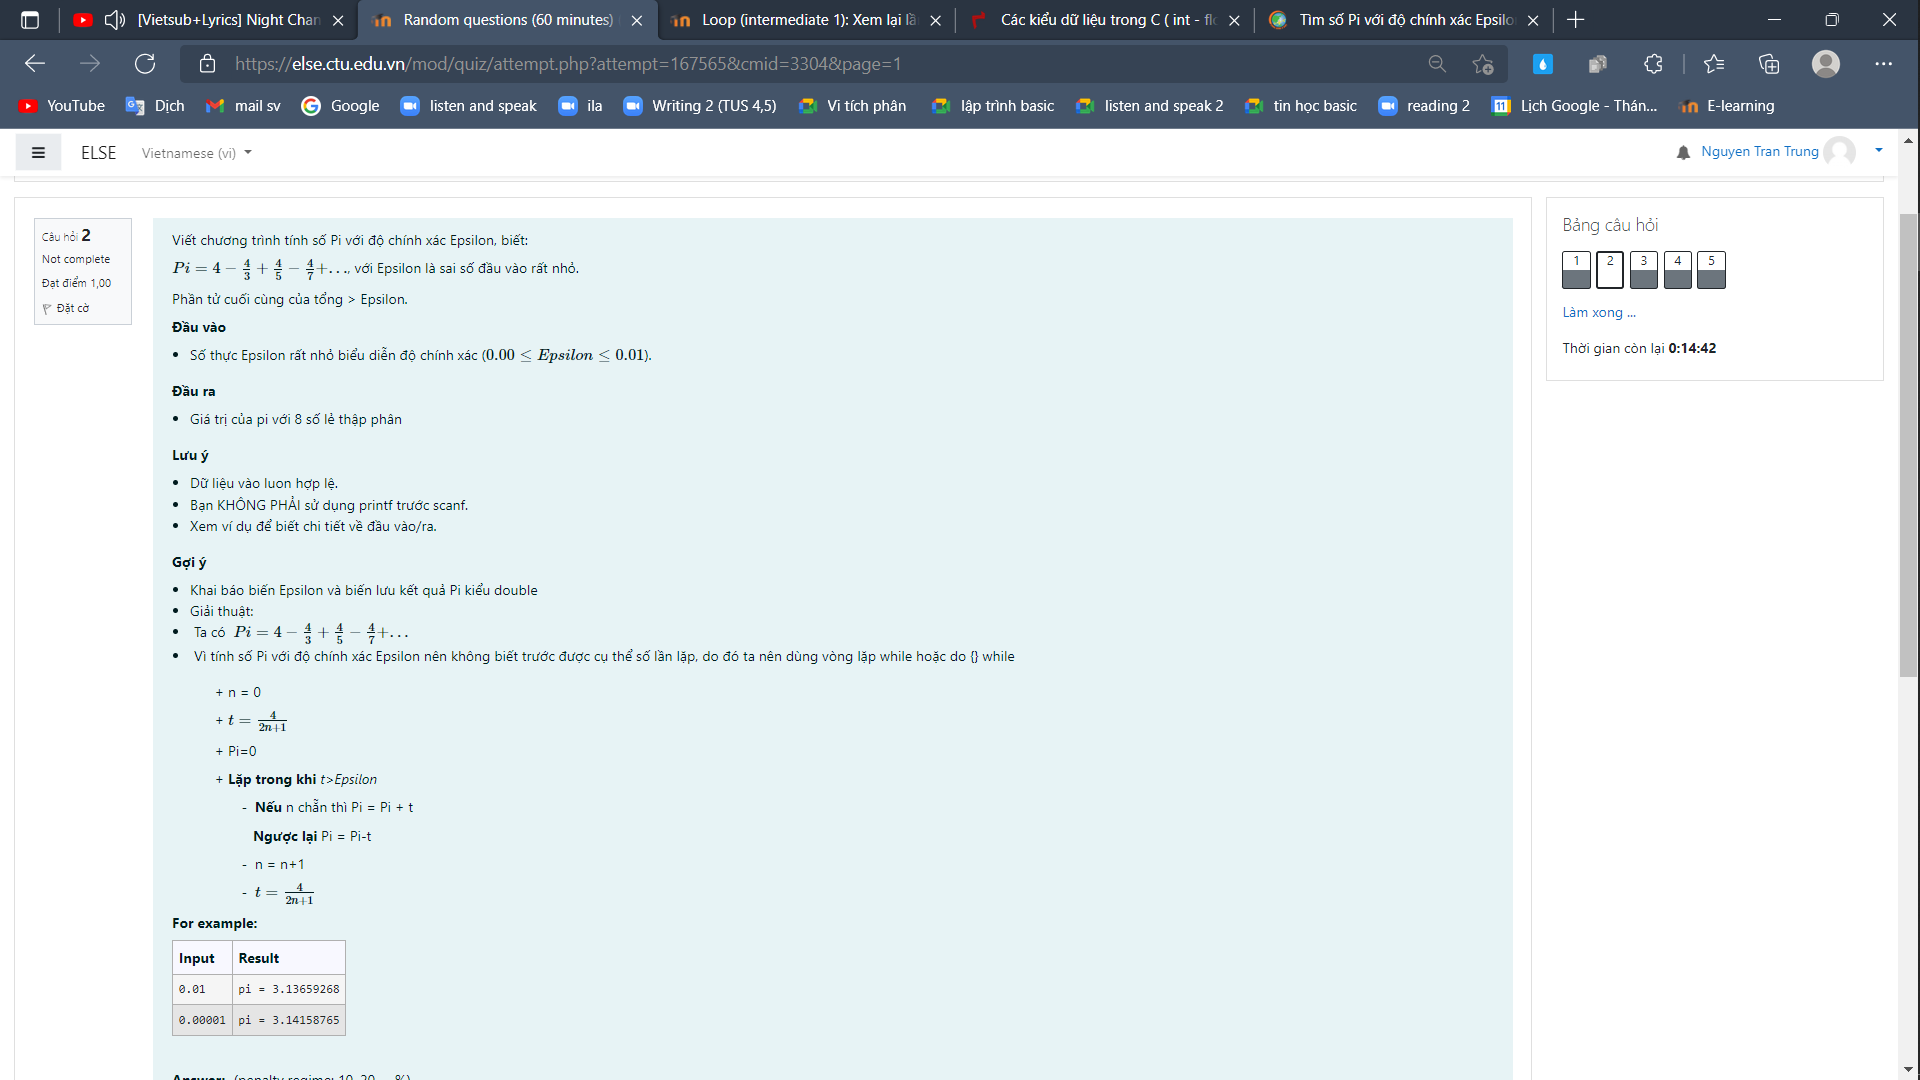 [Vietsub+Lyrics] Night Chan
Random questions (60 minutes)
Loop (intermediate 1): Xem lại lầ
Các kiểu dữ liệu trong C ( int - flo
Tìm số Pi với độ chính xác Epsilo
https://else.ctu.edu.vn/mod/quiz/attempt.php?attempt=167565&cmid=3304&page=1
YouTube Dịch mail sv Google listen and speak ila Writing 2 (TUS 4,5) Vi tích phân lập trình basic listen and speak 2 tin học basic reading 2 Lịch Google - Thán... E-learning
ELSE Vietnamese (vi) Nguyen Tran Trung
Câu hỏi 2
Not complete
Đạt điểm 1,00
Đặt cờ
Viết chương trình tính số Pi với độ chính xác Epsilon, biết:
Pi = 4 − 4/3 + 4/5 − 4/7 +…, với Epsilon là sai số đầu vào rất nhỏ.
Phần tử cuối cùng của tổng > Epsilon.
Đầu vào
Số thực Epsilon rất nhỏ biểu diễn độ chính xác (0.00 ≤ Epsilon ≤ 0.01).
Đầu ra
Giá trị của pi với 8 số lẻ thập phân
Lưu ý
Dữ liệu vào luon hợp lệ.
Bạn KHÔNG PHẢI sử dụng printf trước scanf.
Xem ví dụ để biết chi tiết về đầu vào/ra.
Gợi ý
Khai báo biến Epsilon và biến lưu kết quả Pi kiểu double
Giải thuật:
Ta có Pi = 4 − 4/3 + 4/5 − 4/7 +…
Vì tính số Pi với độ chính xác Epsilon nên không biết trước được cụ thể số lần lặp, do đó ta nên dùng vòng lặp while hoặc do {} while
+ n = 0
+ t = 4/2n+1
+ Pi=0
+ Lặp trong khi t>Epsilon
- Nếu n chẵn thì Pi = Pi + t
Ngược lại Pi = Pi-t
- n = n+1
- t = 4/2n+1
For example:
Input Result
0.01 pi = 3.13659268
0.00001 pi = 3.14158765
Answer: (penalty regime: 10, 20, ... %)
Bảng câu hỏi
1 2 3 4 5
Làm xong ...
Thời gian còn lại 0:14:42